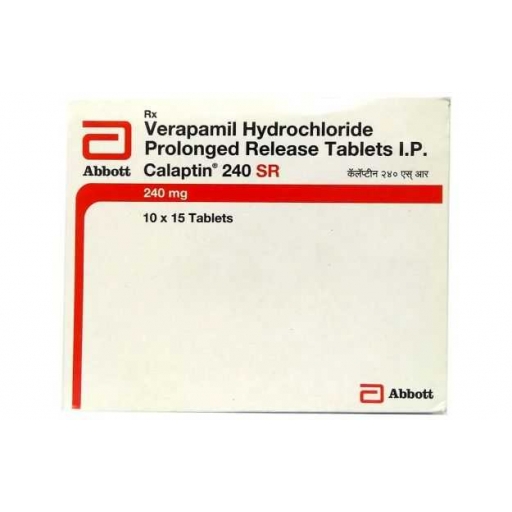 Rx
Verapamil Hydrochloride
Prolonged Release Tablets I.P.
Calaptin® 240 SR
कॅलॅप्टीन २४० एस् आर
Abbott
240 mg
10 x 15 Tablets
Abbott